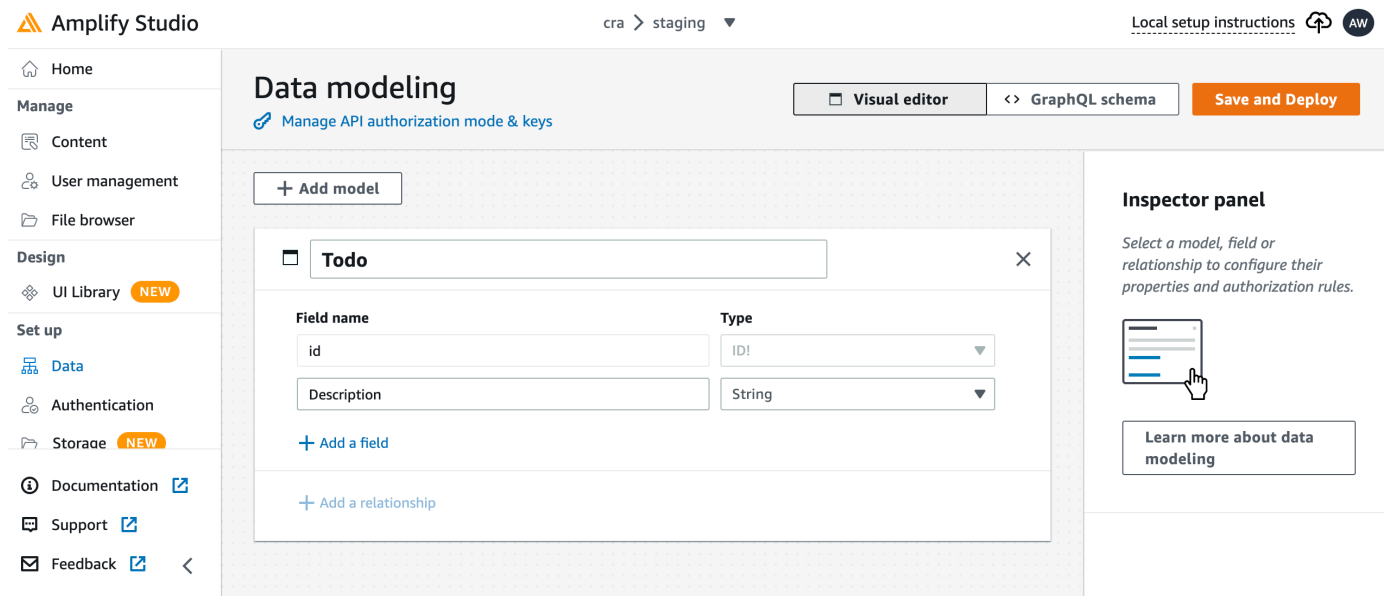 Amplify Studio
cra > staging
Local setup instructions
AW
Home
Manage
Content
User management
File browser
Design
UI Library NEW
Set up
Data
Authentication
Storage NEW
Documentation
Support
Feedback
Data modeling
Manage API authorization mode & keys
Visual editor
<> GraphQL schema
Save and Deploy
+ Add model
Todo
Field name Type
id ID!
Description String
+ Add a field
+ Add a relationship
Inspector panel
Select a model, field or
relationship to configure their
properties and authorization rules.
Learn more about data
modeling